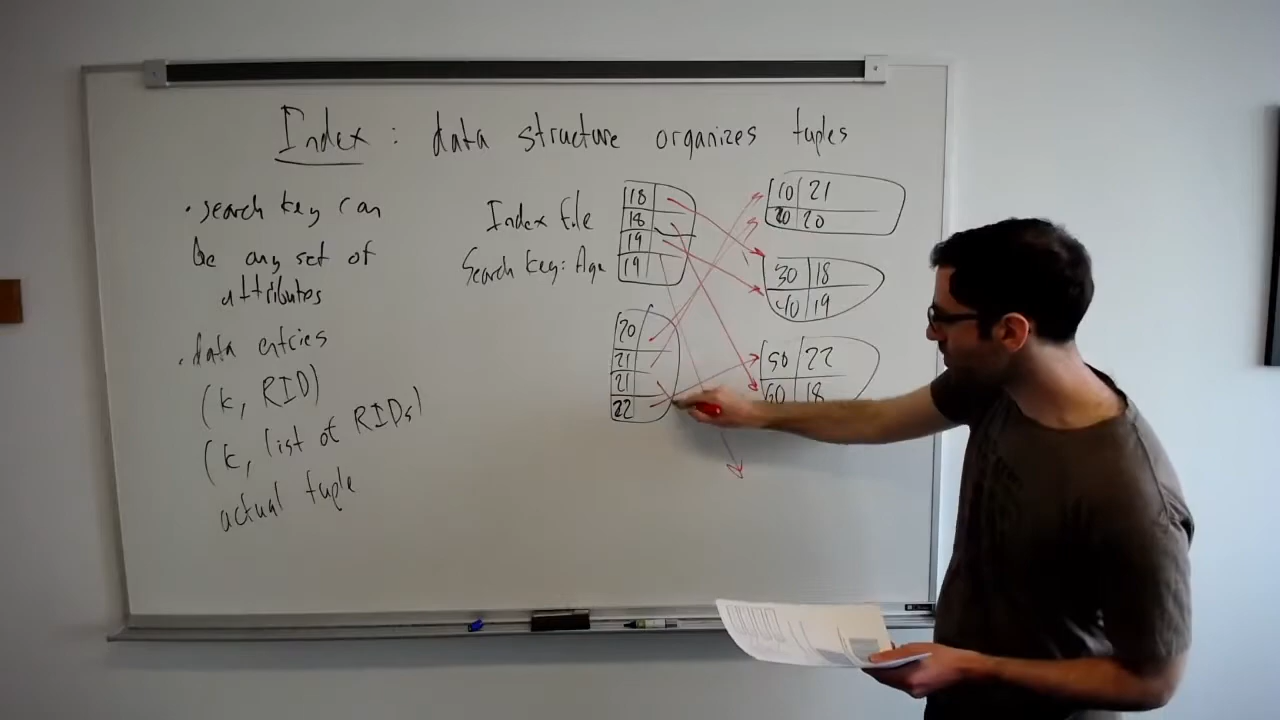 Index : data structure organizes tuples
• search key can
be any set of
attributes
• data entries
(k, RID)
(k, list of RIDs)
actual tuple
Index File
Search key: Age
18
18
19
19
20
21
21
22
10 21
20 20
30 18
40 19
50 22
60 18